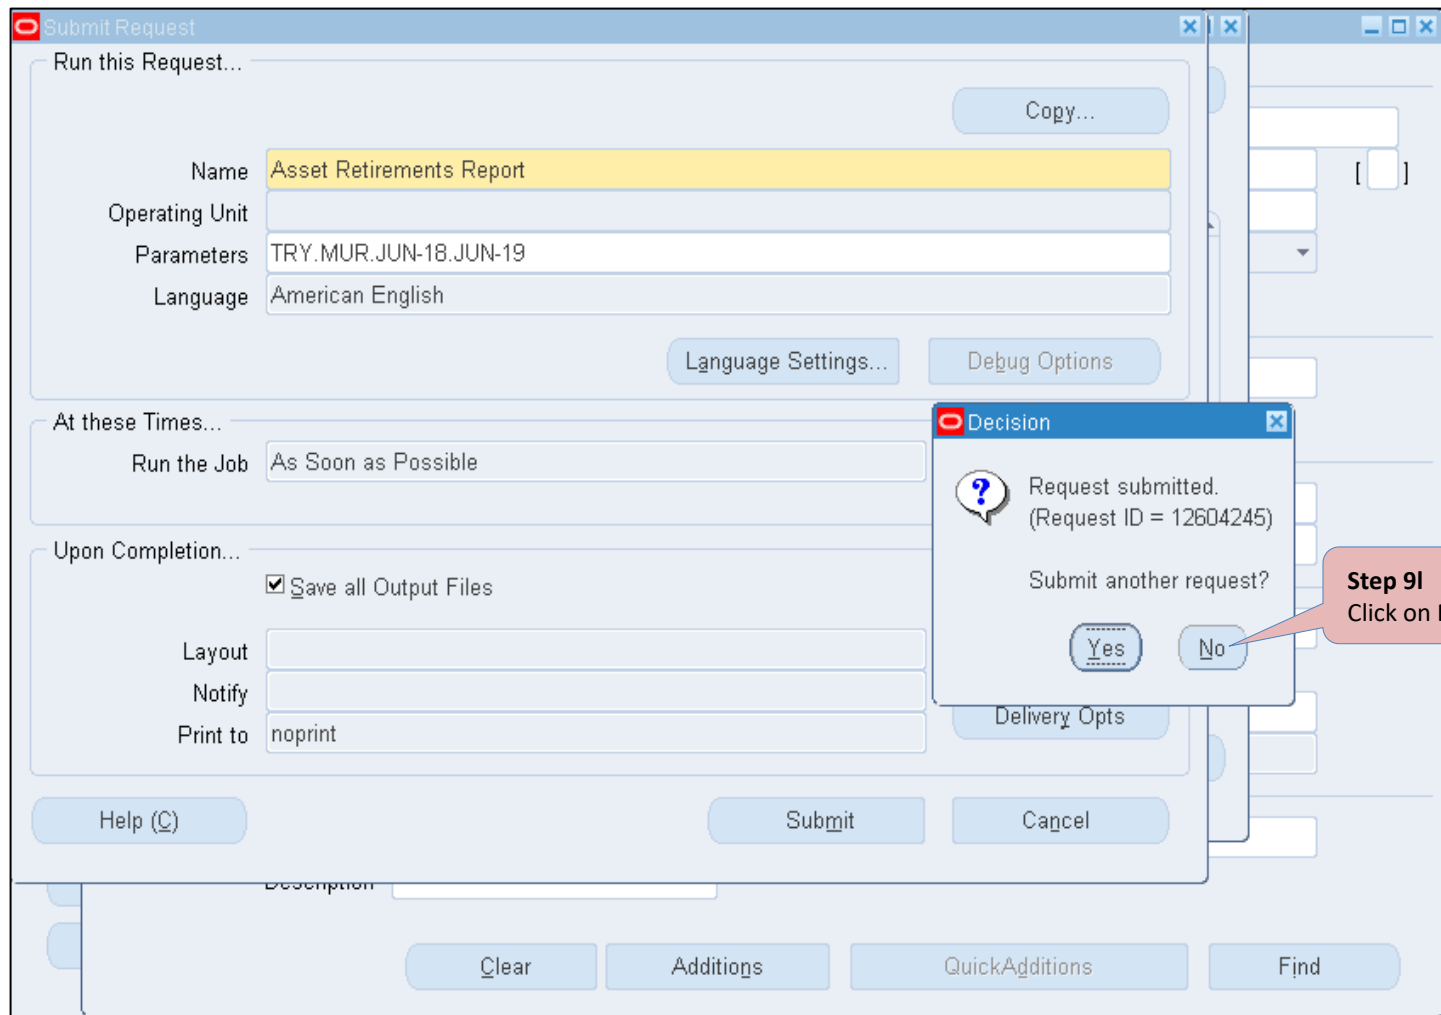 Submit Request
Run this Request...
Copy...
Name Asset Retirements Report
[ ]
Operating Unit
Parameters TRY.MUR.JUN-18.JUN-19
Language American English
Language Settings... Debug Options
At these Times...
Run the Job As Soon as Possible
Decision
Request submitted.
(Request ID = 12604245)
Submit another request?
Yes No
Step 9l
Click on
Upon Completion...
Save all Output Files
Layout
Notify
Print to noprint
Delivery Opts
Help (C) Submit Cancel
Description
Clear Additions QuickAdditions Find